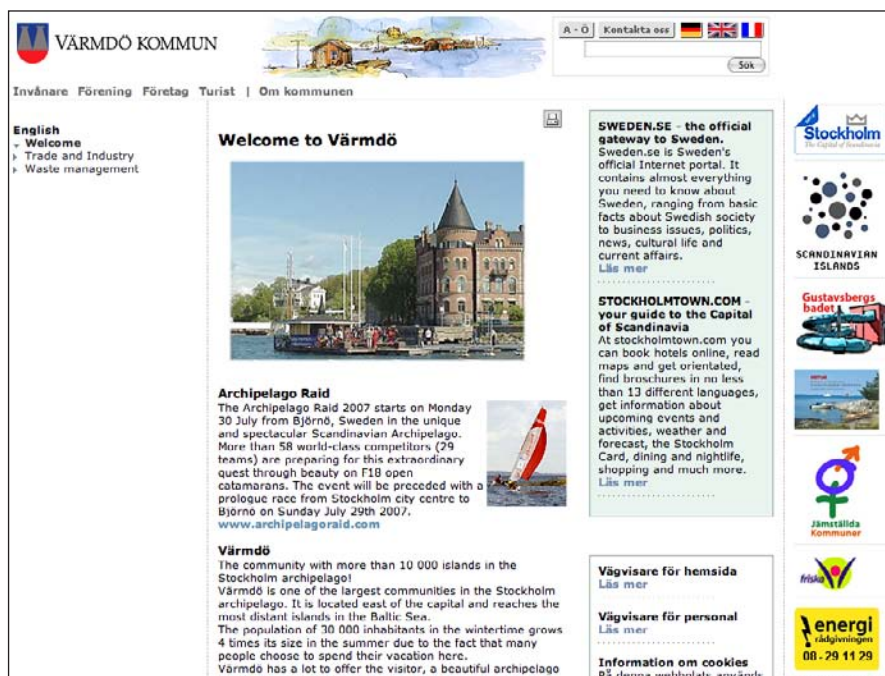 VÄRMDÖ KOMMUN
A - Ö
Kontakta oss
Sök
Invånare Förening Företag Turist | Om kommunen
English
Welcome
Trade and Industry
Waste management
Welcome to Värmdö
Archipelago Raid
The Archipelago Raid 2007 starts on Monday
30 July from Björnö, Sweden in the unique
and spectacular Scandinavian Archipelago.
More than 58 world-class competitors (29
teams) are preparing for this extraordinary
quest through beauty on F18 open
catamarans. The event will be preceded with a
prologue race from Stockholm city centre to
Björnö on Sunday July 29th 2007.
www.archipelagoraid.com
Värmdö
The community with more than 10 000 islands in the
Stockholm archipelago!
Värmdö is one of the largest communities in the Stockholm
archipelago. It is located east of the capital and reaches the
most distant islands in the Baltic Sea.
The population of 30 000 inhabitants in the wintertime grows
4 times its size in the summer due to the fact that many
people choose to spend their vacation here.
Värmdö has a lot to offer the visitor, a beautiful archipelago
SWEDEN.SE - the official
gateway to Sweden.
Sweden.se is Sweden's
official Internet portal. It
contains almost everything
you need to know about
Sweden, ranging from basic
facts about Swedish society
to business issues, politics,
news, cultural life and
current affairs.
Läs mer
STOCKHOLMTOWN.COM -
your guide to the Capital
of Scandinavia
At stockholmtown.com you
can book hotels online, read
maps and get orientated,
find broschures in no less
than 13 different languages,
get information about
upcoming events and
activities, weather and
forecast, the Stockholm
Card, dining and nightlife,
shopping and much more.
Läs mer
Vägvisare för hemsida
Läs mer
Vägvisare för personal
Läs mer
Information om cookies
På denna webbplats används
Stockholm
The Capital of Scandinavia
SCANDINAVIAN
ISLANDS
Gustavsbergs
badet
Jämställda
Kommuner
friska
energi
rådgivningen
08 - 29 11 29